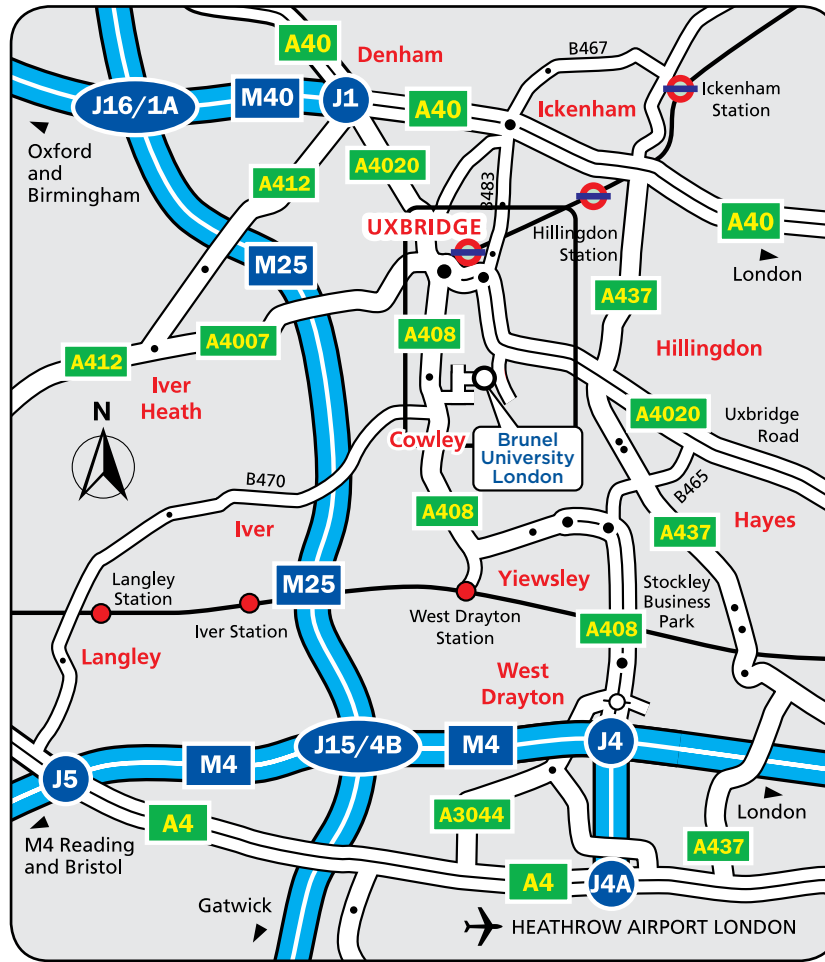 A40
Denham
B467
J16/1A
M40
J1
A40
Ickenham
Ickenham
Station
Oxford
and
Birmingham
A412
A4020
B483
UXBRIDGE
Hillingdon
Station
A40
London
M25
A437
A408
A4007
A412
Iver
Heath
Hillingdon
N
Cowley
Brunel
University
London
A4020
Uxbridge
Road
B470
B465
Iver
A408
A437
Hayes
Langley
Station
M25
Iver Station
Yiewsley
West Drayton
Station
Stockley
Business
Park
A408
Langley
West
Drayton
J15/4B
M4
J4
M4
J5
London
A4
A3044
M4 Reading
and Bristol
A437
A4
J4A
Gatwick
HEATHROW AIRPORT LONDON